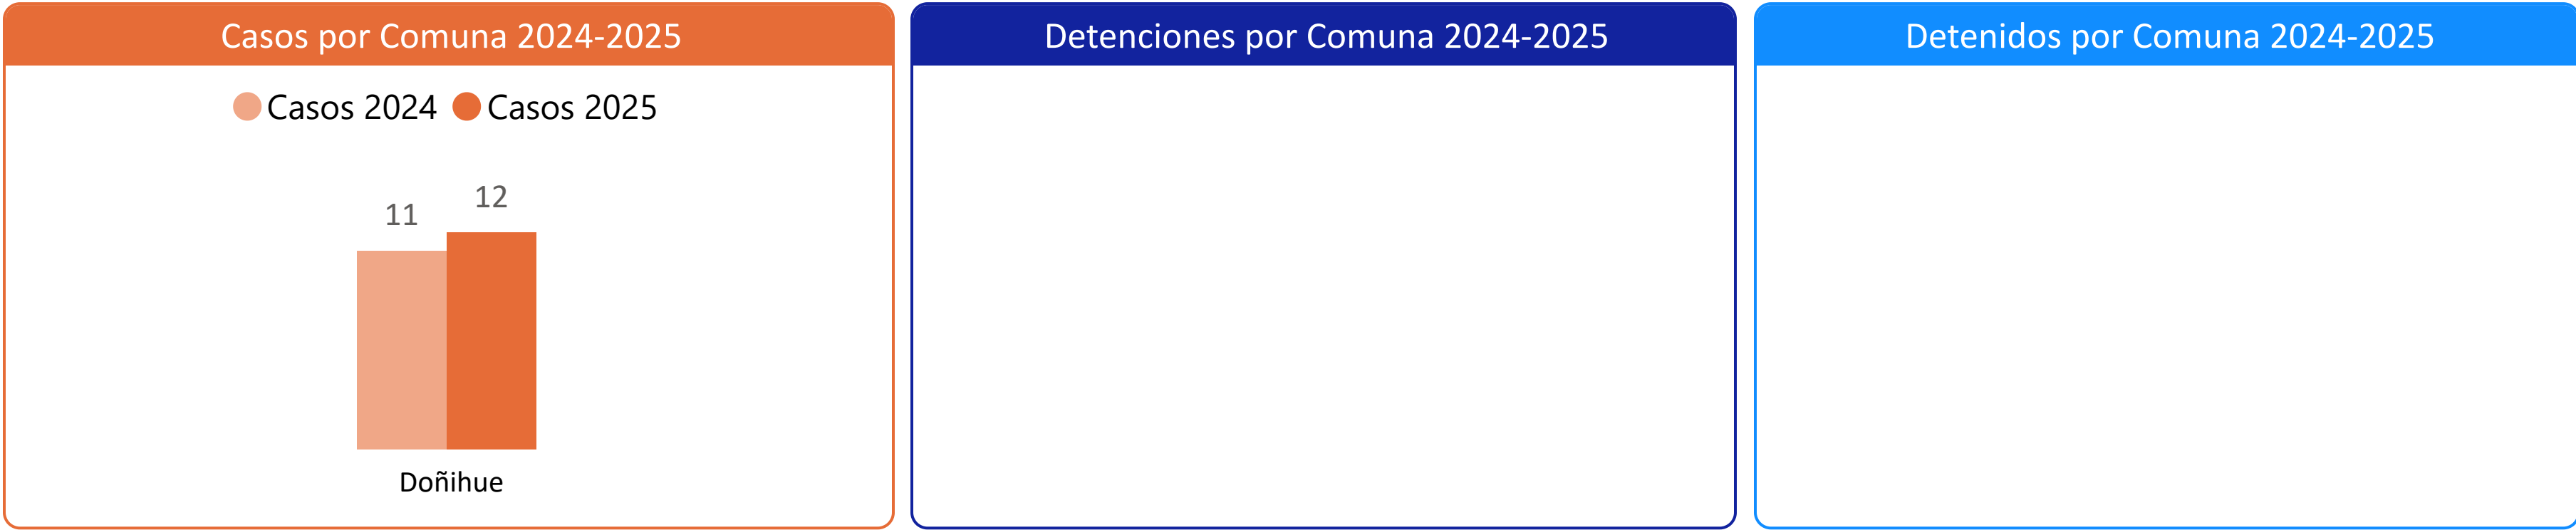 Casos por Comuna 2024-2025
Casos 2024 Casos 2025
11
12
Doñihue
Detenciones por Comuna 2024-2025
Detenidos por Comuna 2024-2025